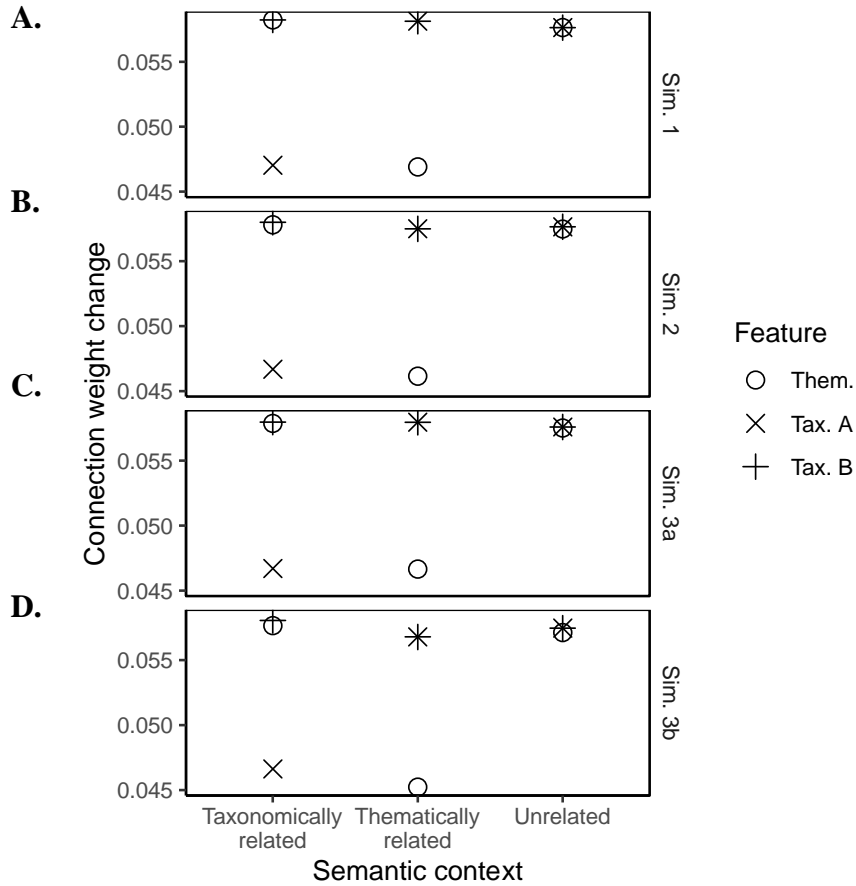 A.
0.055
0.050
0.045
Sim. 1
B.
0.055
0.050
0.045
Sim. 2
C.
0.055
0.050
0.045
Sim. 3a
D.
0.055
0.050
0.045
Sim. 3b
Connection weight change
Taxonomically
related
Thematically
related
Unrelated
Semantic context
Feature
Them.
Tax. A
Tax. B